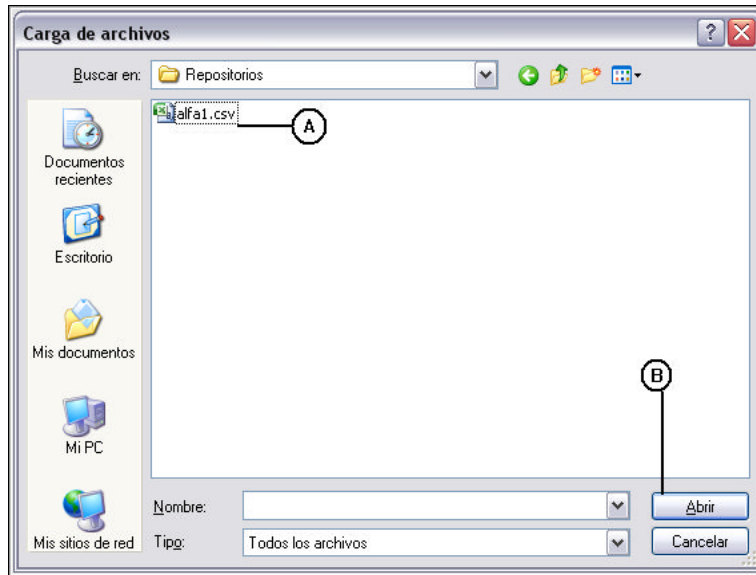 Carga de archivos
Buscar en: Repositorios
alfa1.csv
A
Documentos
recientes
Escritorio
Mis documentos
Mi PC
Mis sitios de red
B
Nombre:
Abrir
Tipo: Todos los archivos
Cancelar